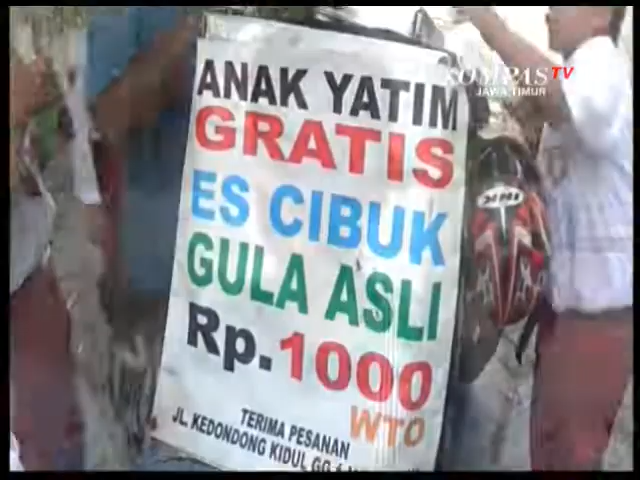 KOMPAS TV
JAWA TIMUR
ANAK YATIM
GRATIS
ES CIBUK
GULA ASLI
Rp. 1000
WTO
TERIMA PESANAN
JL. KEDONDONG KIDUL